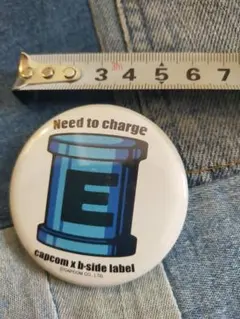 3 4 5 6 7
Need to charge
E
capcom x b-side label
©CAPCOM CO., LTD.